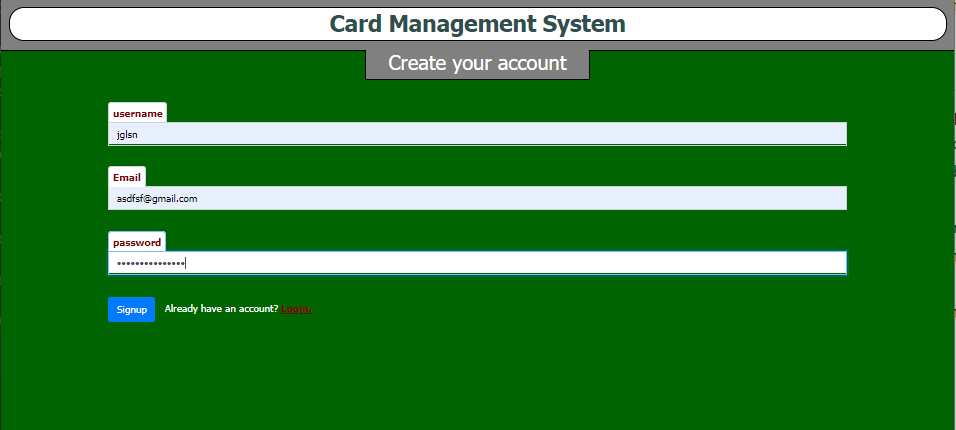 Card Management System
Create your account
username
jglsn
Email
asdfsf@gmail.com
password
•••••••••••••••
Signup Already have an account? Login.